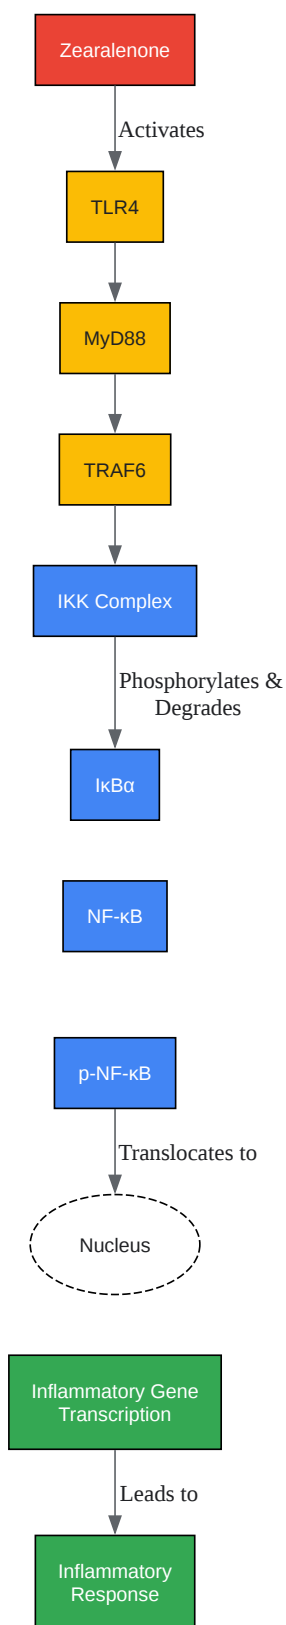 Zearalenone
Activates
TLR4
MyD88
TRAF6
IKK Complex
Phosphorylates &
Degrades
IκBα
NF-κB
p-NF-κB
Translocates to
Nucleus
Inflammatory Gene
Transcription
Leads to
Inflammatory
Response